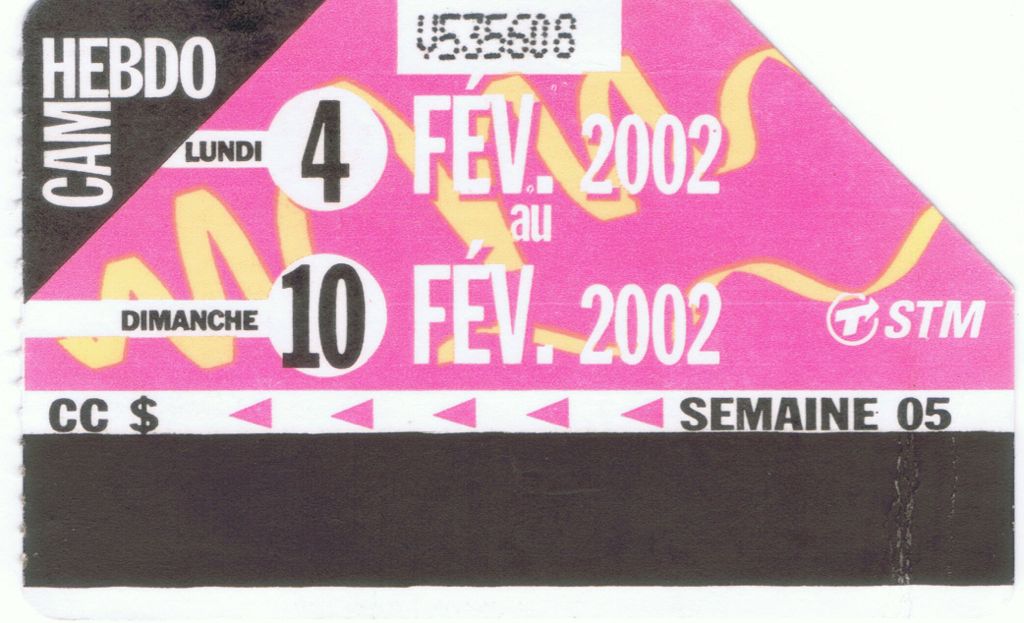 V535608
CAM HEBDO
LUNDI 4 FÉV. 2002
au
DIMANCHE 10 FÉV. 2002
STM
CC $ SEMAINE 05